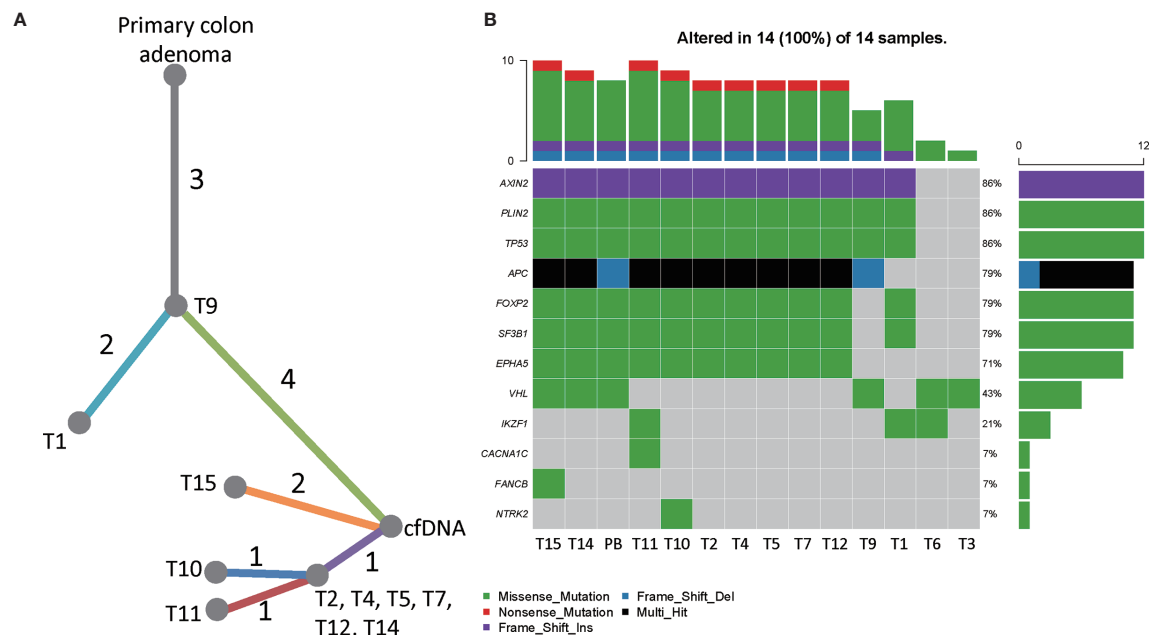 A
Primary colon
adenoma
3
T9
2
4
T1
T15
2
cfDNA
T10
1
1
T11
1
T2, T4, T5, T7,
T12, T14
B
Altered in 14 (100%) of 14 samples.
10
0
0
12
AXIN2 86%
PLIN2 86%
TP53 86%
APC 79%
FOXP2 79%
SF3B1 79%
EPHA5 71%
VHL 43%
IKZF1 21%
CACNA1C 7%
FANCB 7%
NTRK2 7%
T15 T14 PB T11 T10 T2 T4 T5 T7 T12 T9 T1 T6 T3
Missense_Mutation Frame_Shift_Del
Nonsense_Mutation Multi_Hit
Frame_Shift_Ins